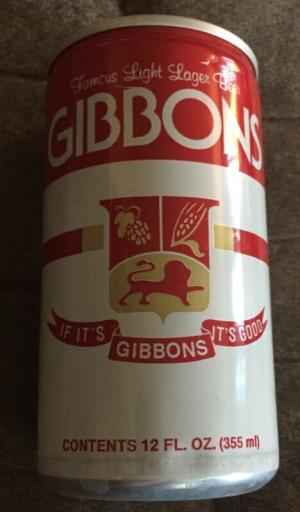 Famous Light Lager Beer
GIBBONS
IF IT'S GIBBONS IT'S GOOD
CONTENTS 12 FL. OZ. (355 ml)